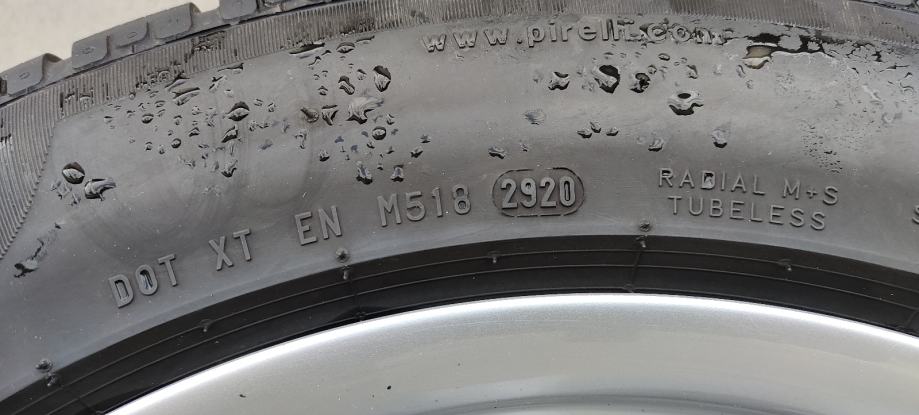 www.pirelli.com
DOT XT EN M518 2920
RADIAL M+S
TUBELESS